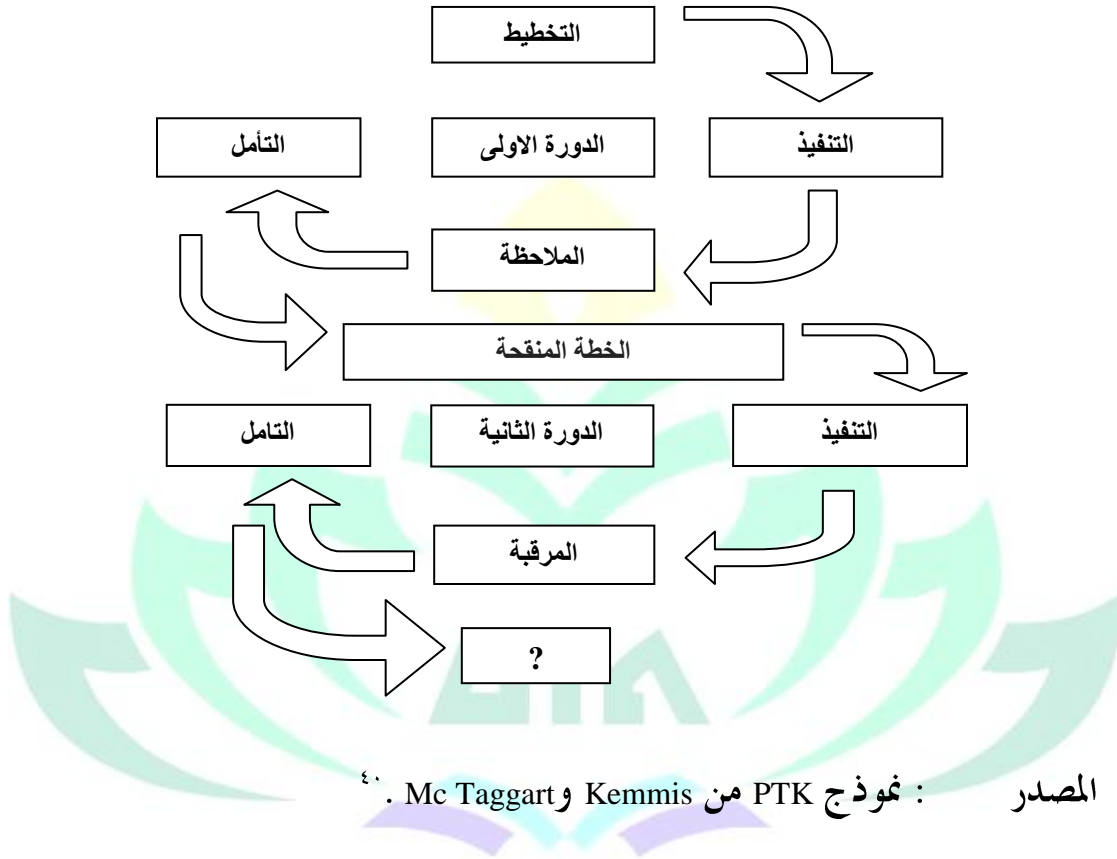 التخطيط
التنفيذ
الدورة الاولى
التأمل
الملاحظة
الخطة المنقحة
التنفيذ
الدورة الثانية
التامل
المرقبة
?
المصدر : نموذج PTK من Kemmis وMc Taggart . ٤٠